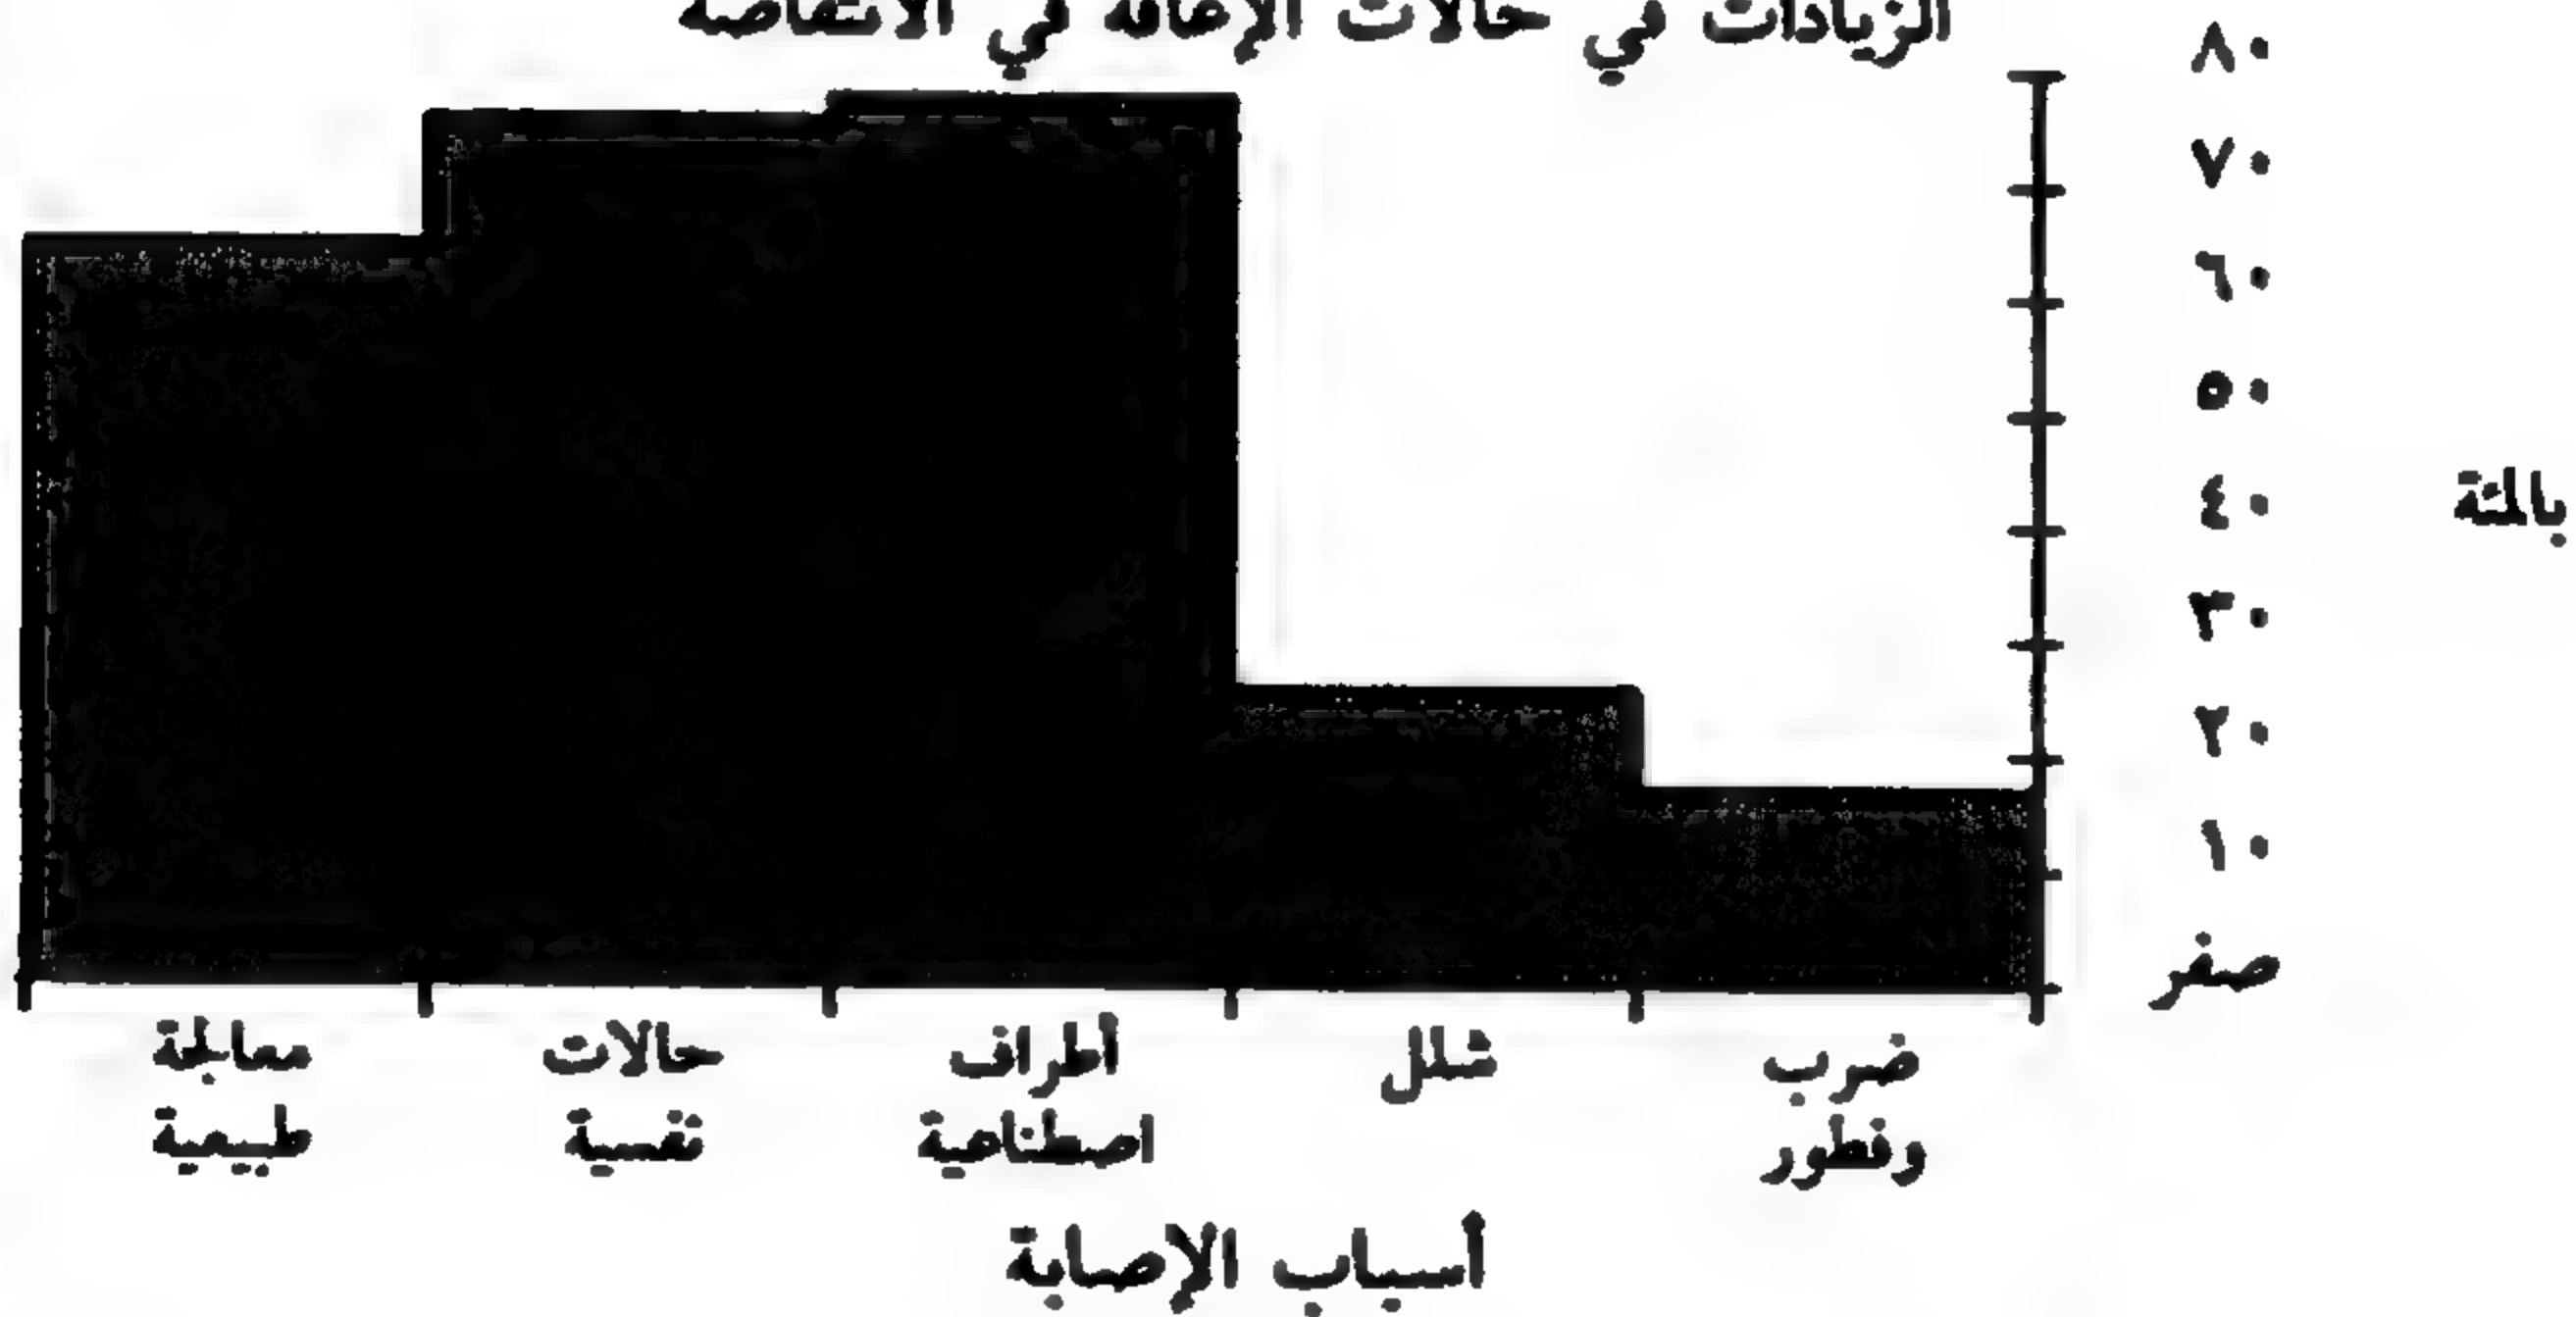 الزيادات في حالات الإعاقة في الانتفاضة
٨٠
٧٠
٦٠
٥٠
٤٠
٣٠
٢٠
١٠
صفر
بالمئة
ضرب وفطور
شلل
أطراف اصطناعية
حالات نفسية
معالجة طبيعية
أسباب الإصابة